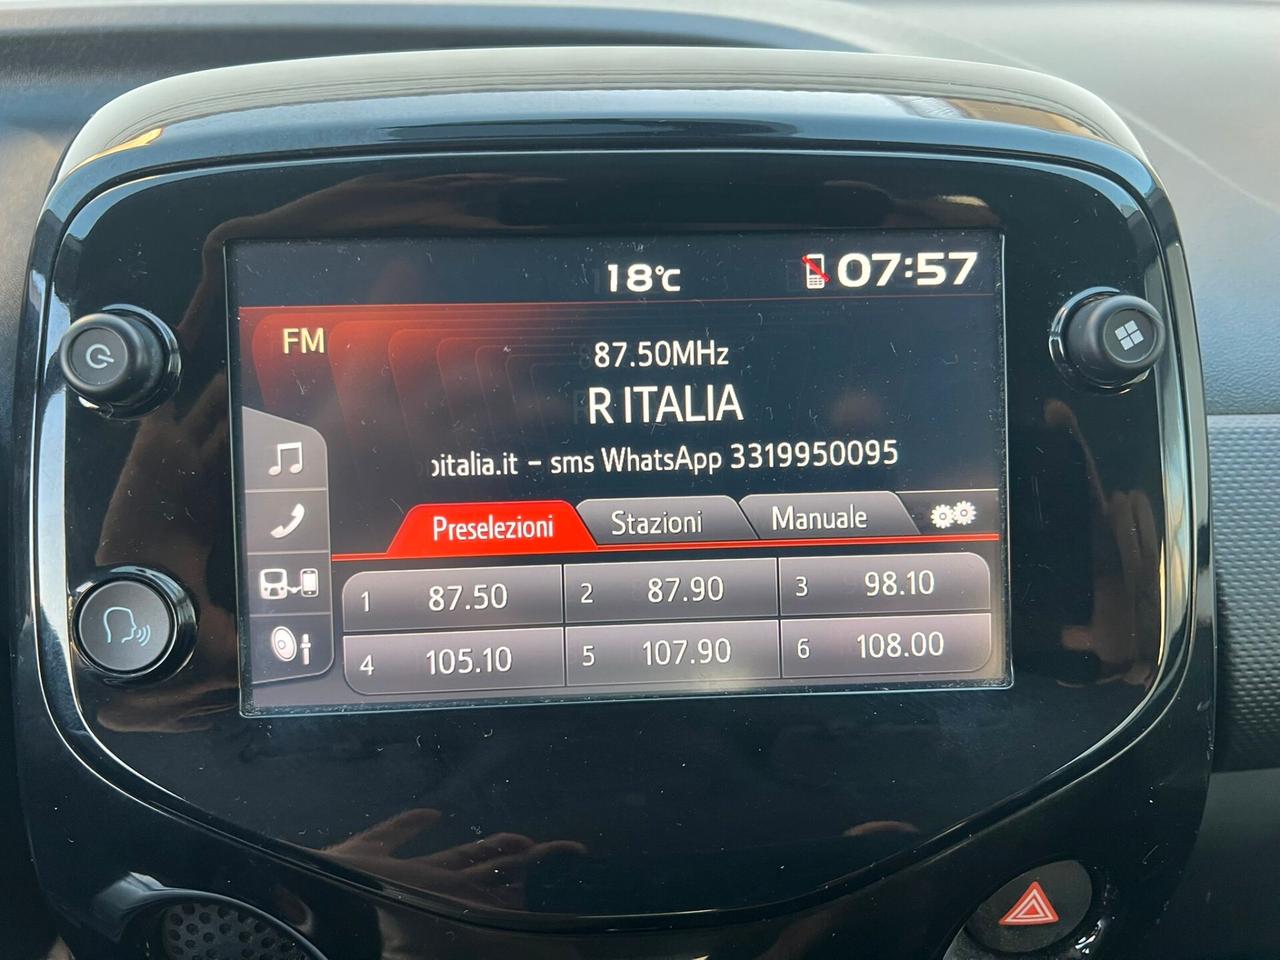 18°C 07:57
FM
87.50MHz
R ITALIA
italia.it - sms WhatsApp 3319950095
Preselezioni Stazioni Manuale
1 87.50 2 87.90 3 98.10
4 105.10 5 107.90 6 108.00